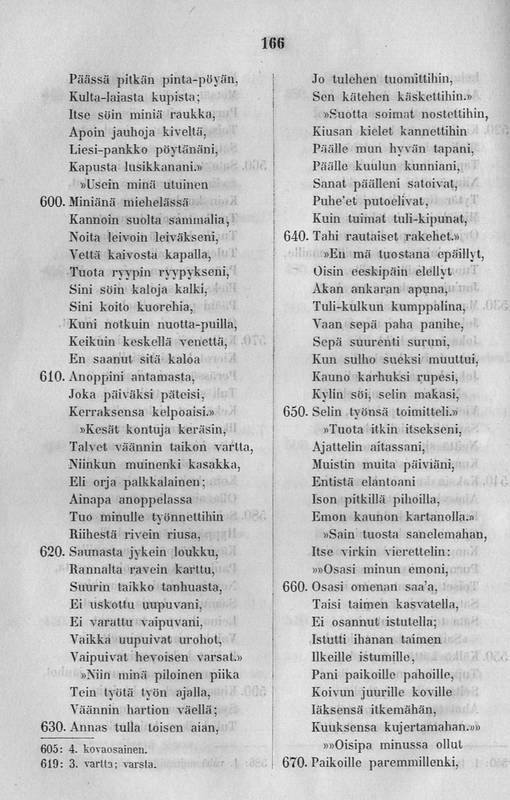 166
Päässä pitkän pinta-pöyän,
Kulta-laiasta kupista;
Itse söin miniä raukka,
Apoin jauhoja kiveltä,
Liesi-pankko pöytänäni,
Kapusta lusikkanani.»
»Usein minä utuinen
600. Miniänä miehelässä
Kannoin suolta sammalia,
Noita leivoin leiväkseni,
Vettä kaivosta kapalla,
Tuota ryypin ryypykseni,
Sini söin kaloja kalki,
Sini koito kuorehia,
Kuni notkuin nuotta-puilla,
Keikuin keskellä venettä,
En saanut sitä kaloa
610. Anoppini antamasta,
Joka päiväksi päteisi,
Kerraksensa kelpoaisi.»
»Kesät kontuja keräsin,
Talvet väännin taikon vartta,
Niinkun muinenki kasakka,
Eli orja palkkalainen;
Ainapa anoppelassa
Tuo minulle työnnettihin
Riihestä rivein riusa,
620. Saunasta jykein loukku,
Rannalta ravein karttu,
Suurin taikko tanhuasta,
Ei uskottu uupuvani,
Ei varattu vaipuvani,
Vaikka uupuivat urohot,
Vaipuivat hevoisen varsat.»
»Niin minä piloinen piika
Tein työtä työn ajalla,
Väännin hartion väellä;
630. Annas tulla toisen aian,
605: 4. kovaosainen.
619: 3. vartta; varsta.
Jo tulehen tuomittihin,
Sen kätehen käskettihin.»
»Suotta soimat nostettihin,
Kiusan kielet kannettihin
Päälle mun hyvän tapani,
Päälle kuulun kunniani,
Sanat päälleni satoivat,
Puhe'et putoelivat,
Kuin tuimat tuli-kipunat,
640. Tahi rautaiset rakehet.»
»En mä tuostana epäillyt,
Oisin eeskipäin elellyt
Akan ankaran apuna,
Tuli-kulkun kumppalina,
Vaan sepä paha panihe,
Sepä suurenti suruni,
Kun sulho sueksi muuttui,
Kauno karhuksi rupesi,
Kylin söi, selin makasi,
650. Selin työnsä toimitteli.»
»Tuota itkin itsekseni,
Ajattelin aitassani,
Muistin muita päiviäni,
Entistä elantoani
Ison pitkillä pihoilla,
Emon kaunon kartanolla.»
»Sain tuosta sanelemahan,
Itse virkin vierettelin:
»»Osasi minun emoni,
660. Osasi omenan saa'a,
Taisi taimen kasvatella,
Ei osannut istutella;
Istutti ihanan taimen
Ilkeille istumille,
Pani paikoille pahoille,
Koivun juurille koville
Iäksensä itkemähän,
Kuuksensa kujertamahan.»»
»»Oisipa minussa ollut
670. Paikoille paremmillenki,